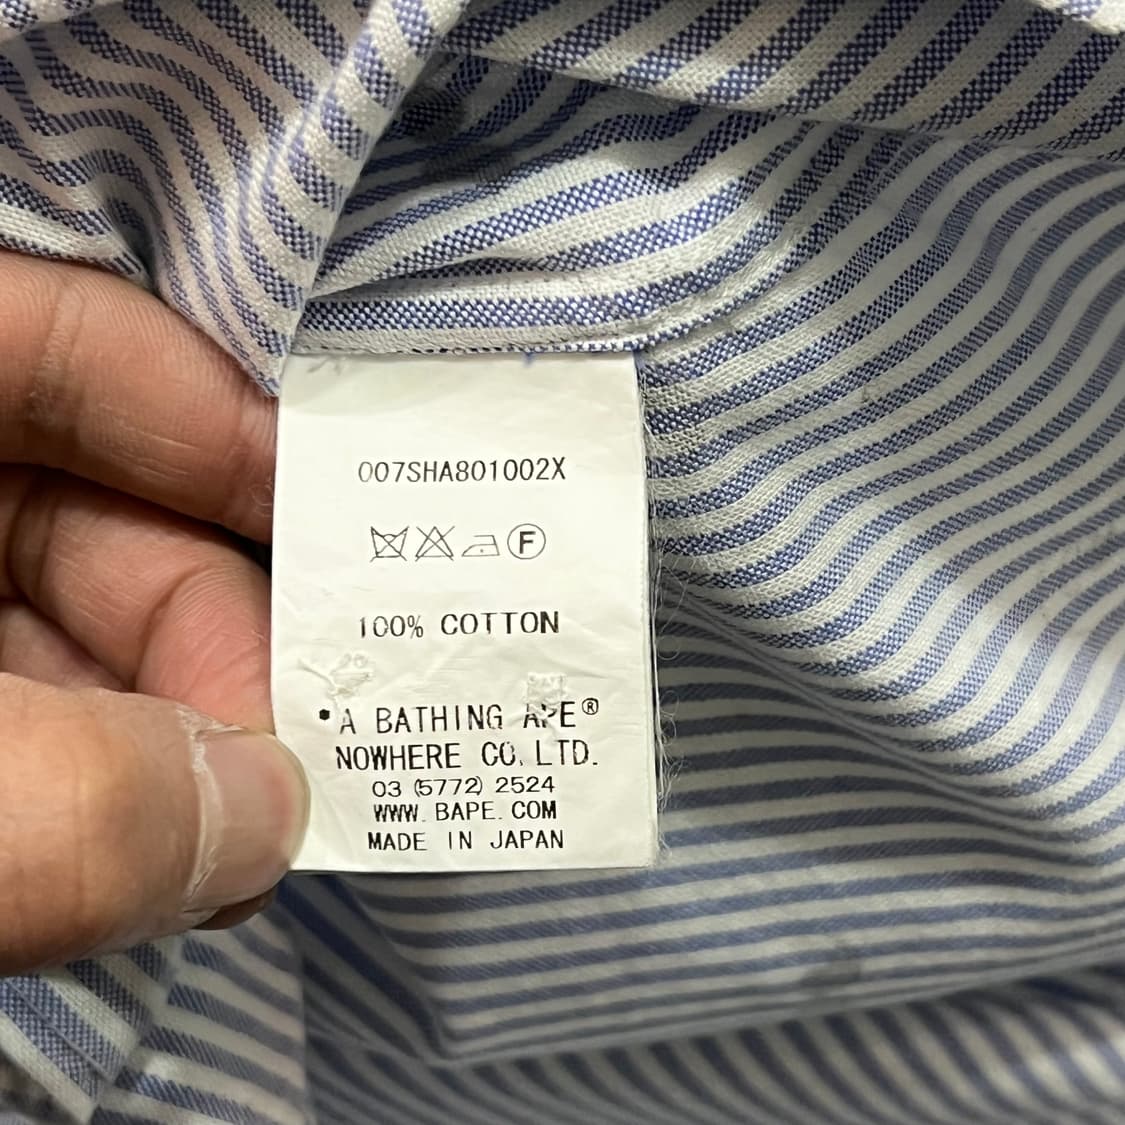 007SHA801002X
F
100% COTTON
*A BATHING APE®
NOWHERE CO, LTD.
03 (5772) 2524
WWW. BAPE. COM
MADE IN JAPAN